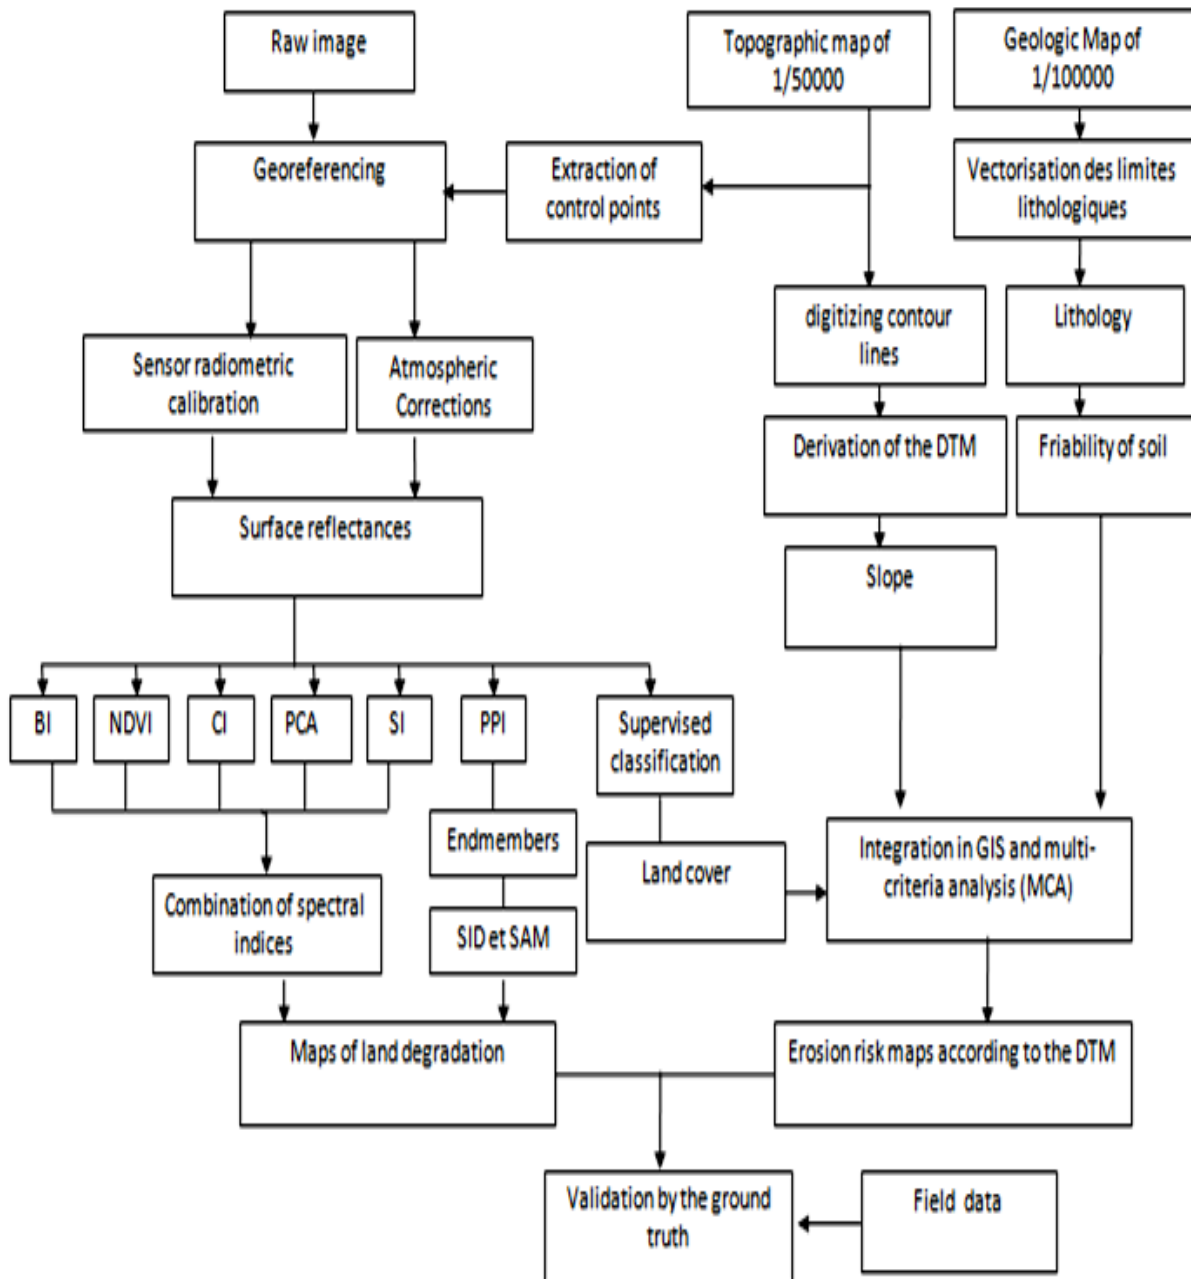 Raw image
Topographic map of
1/50000
Geologic Map of
1/100000
Georeferencing
Extraction of
control points
Vectorisation des limites
lithologiques
digitizing contour
lines
Lithology
Sensor radiometric
calibration
Atmospheric
Corrections
Derivation of the DTM
Friability of soil
Surface reflectances
Slope
BI
NDVI
CI
PCA
SI
PPI
Supervised
classification
Endmembers
Land cover
Integration in GIS and multi-
criteria analysis (MCA)
Combination of spectral
indices
SID et SAM
Maps of land degradation
Erosion risk maps according to the DTM
Validation by the ground
truth
Field data